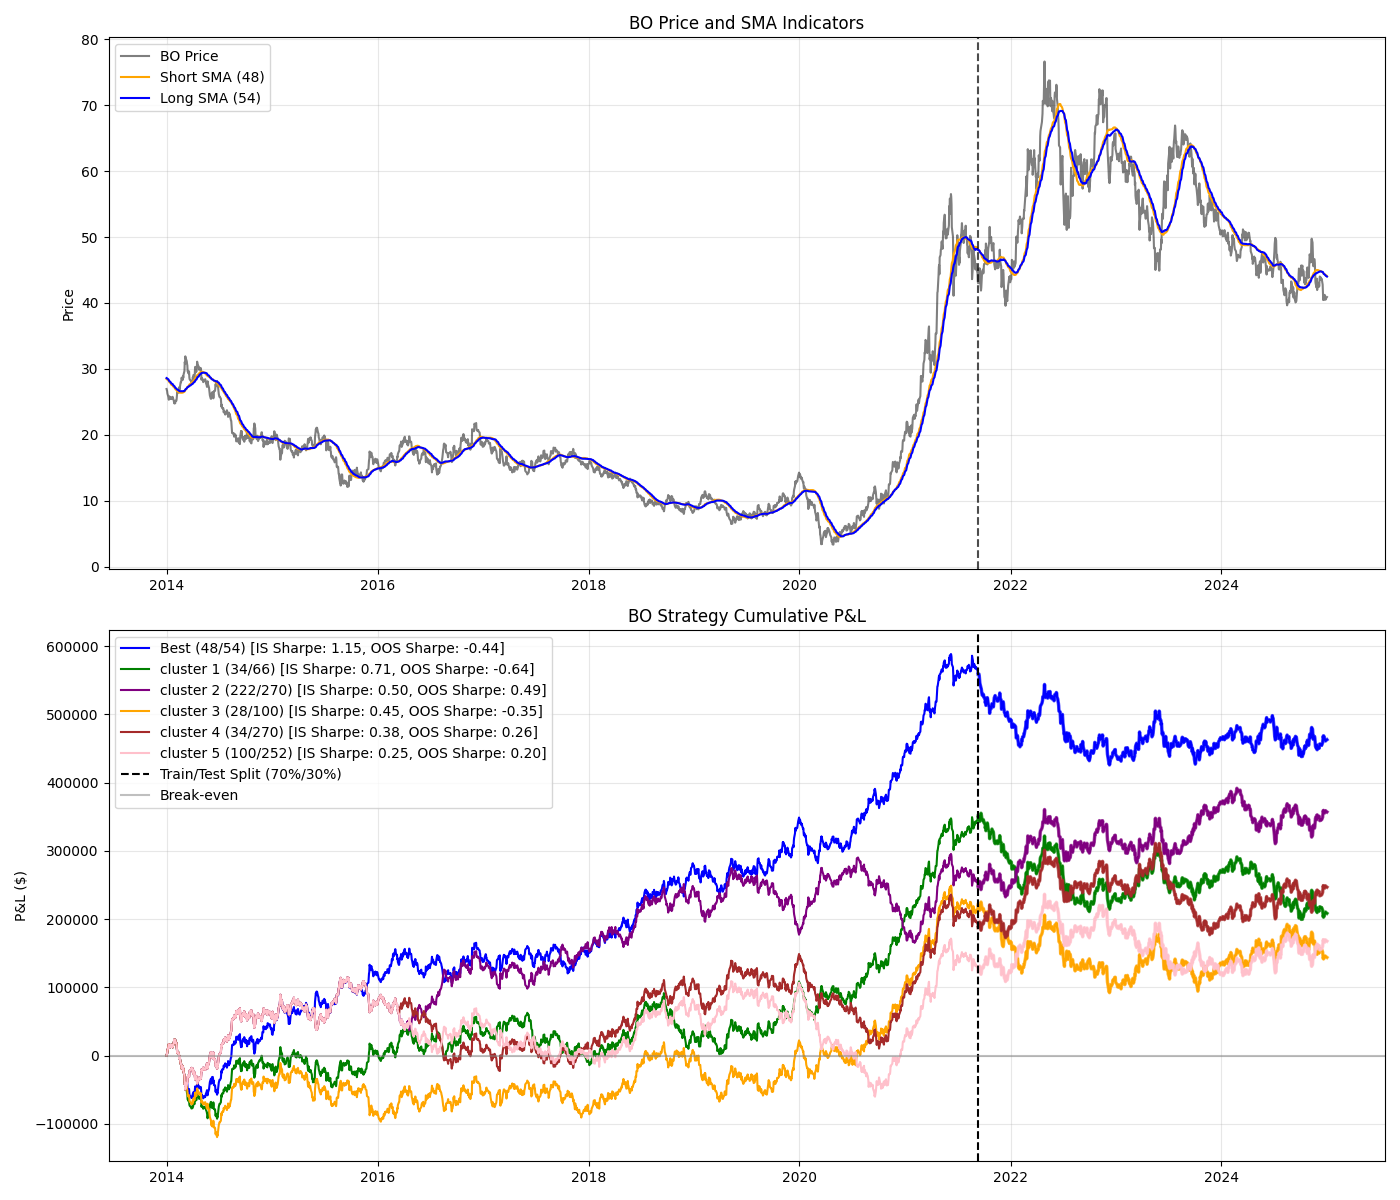 BO Price and SMA Indicators
BO Price
Short SMA (48)
Long SMA (54)
Price
80
70
60
50
40
30
20
10
0
2014 2016 2018 2020 2022 2024
BO Strategy Cumulative P&L
Best (48/54) [IS Sharpe: 1.15, OOS Sharpe: -0.44]
cluster 1 (34/66) [IS Sharpe: 0.71, OOS Sharpe: -0.64]
cluster 2 (222/270) [IS Sharpe: 0.50, OOS Sharpe: 0.49]
cluster 3 (28/100) [IS Sharpe: 0.45, OOS Sharpe: -0.35]
cluster 4 (34/270) [IS Sharpe: 0.38, OOS Sharpe: 0.26]
cluster 5 (100/252) [IS Sharpe: 0.25, OOS Sharpe: 0.20]
Train/Test Split (70%/30%)
Break-even
P&L ($)
600000
500000
400000
300000
200000
100000
0
−100000
2014 2016 2018 2020 2022 2024